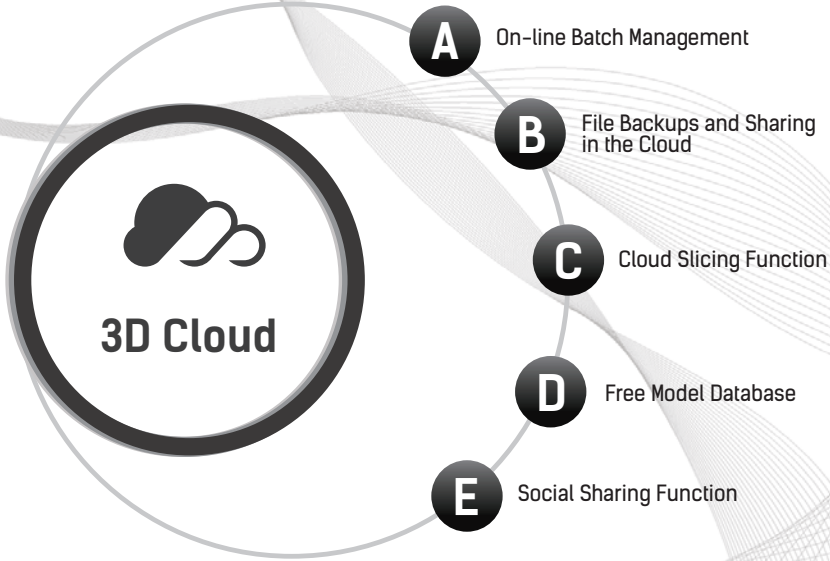 A
On-line Batch Management
B
File Backups and Sharing
in the Cloud
C
Cloud Slicing Function
3D Cloud
D
Free Model Database
E
Social Sharing Function